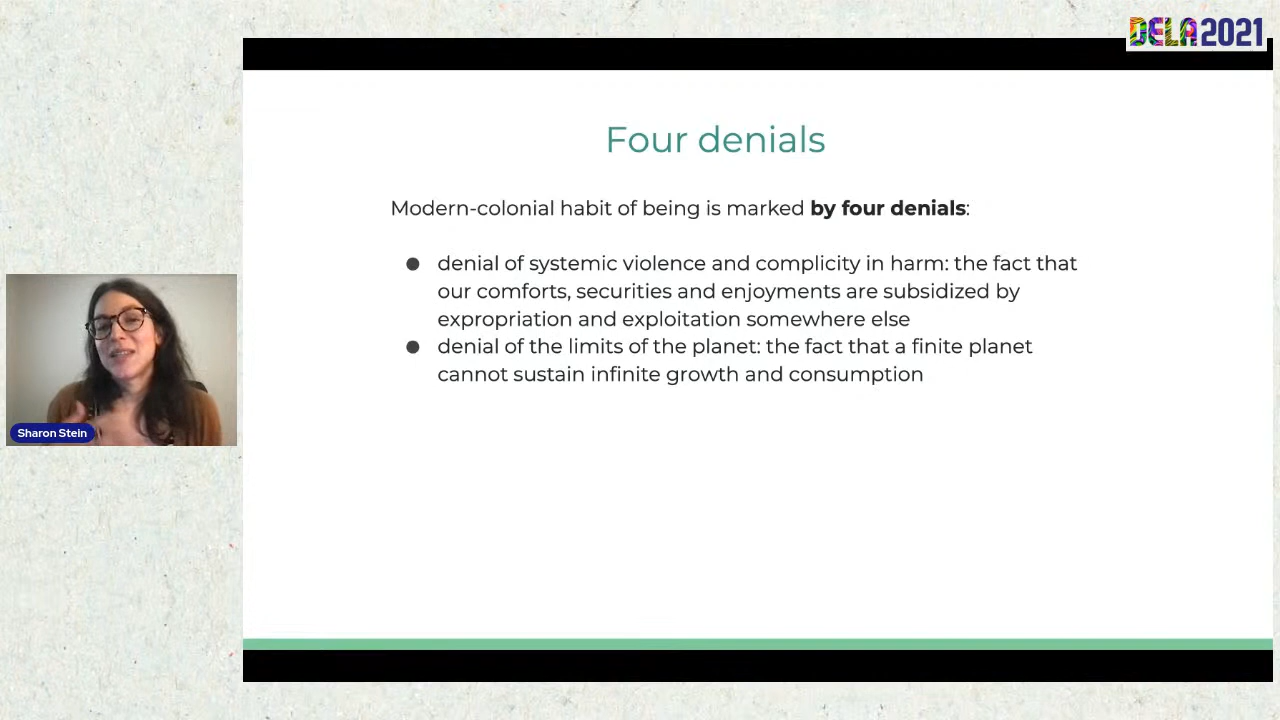 DELA 2021
Four denials
Modern-colonial habit of being is marked by four denials:
● denial of systemic violence and complicity in harm: the fact that
our comforts, securities and enjoyments are subsidized by
expropriation and exploitation somewhere else
● denial of the limits of the planet: the fact that a finite planet
cannot sustain infinite growth and consumption
Sharon Stein